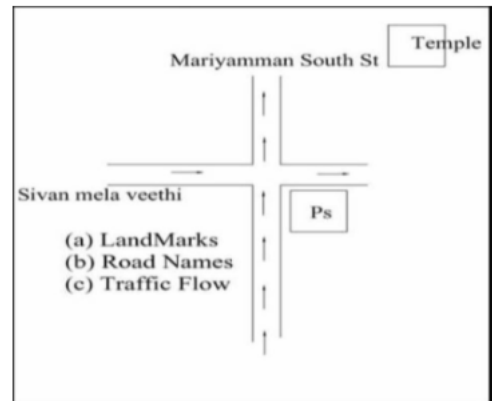 Temple
Mariyamman South St
Sivan mela veethi
Ps
(a) LandMarks
(b) Road Names
(c) Traffic Flow